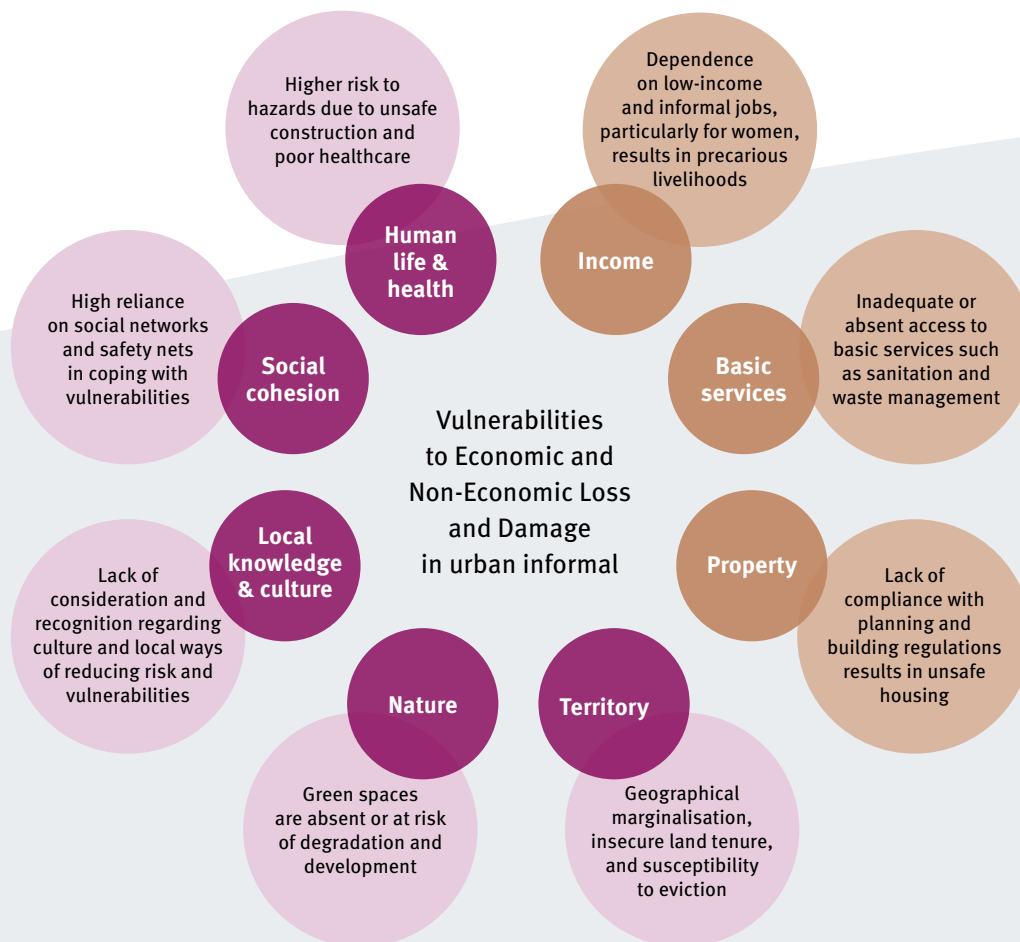 Higher risk to
hazards due to unsafe
construction and
poor healthcare
Human
life &
health
Dependence
on low-income
and informal jobs,
particularly for women,
results in precarious
livelihoods
Income
High reliance
on social networks
and safety nets
in coping with
vulnerabilities
Social
cohesion
Inadequate or
absent access to
basic services such
as sanitation and
waste management
Basic
services
Vulnerabilities
to Economic and
Non-Economic Loss
and Damage
in urban informal
Local
knowledge
& culture
Lack of
consideration and
recognition regarding
culture and local ways
of reducing risk and
vulnerabilities
Property
Lack of
compliance with
planning and
building regulations
results in unsafe
housing
Nature
Green spaces
are absent or at risk
of degradation and
development
Territory
Geographical
marginalisation,
insecure land tenure,
and susceptibility
to eviction